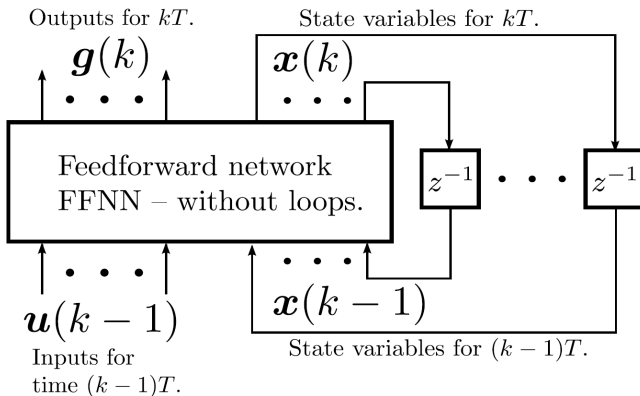 Outputs for kT.
State variables for kT.
g(k)
x(k)
Feedforward network
FFNN – without loops.
z⁻¹
z⁻¹
u(k − 1)
x(k − 1)
Inputs for
time (k − 1)T.
State variables for (k − 1)T.